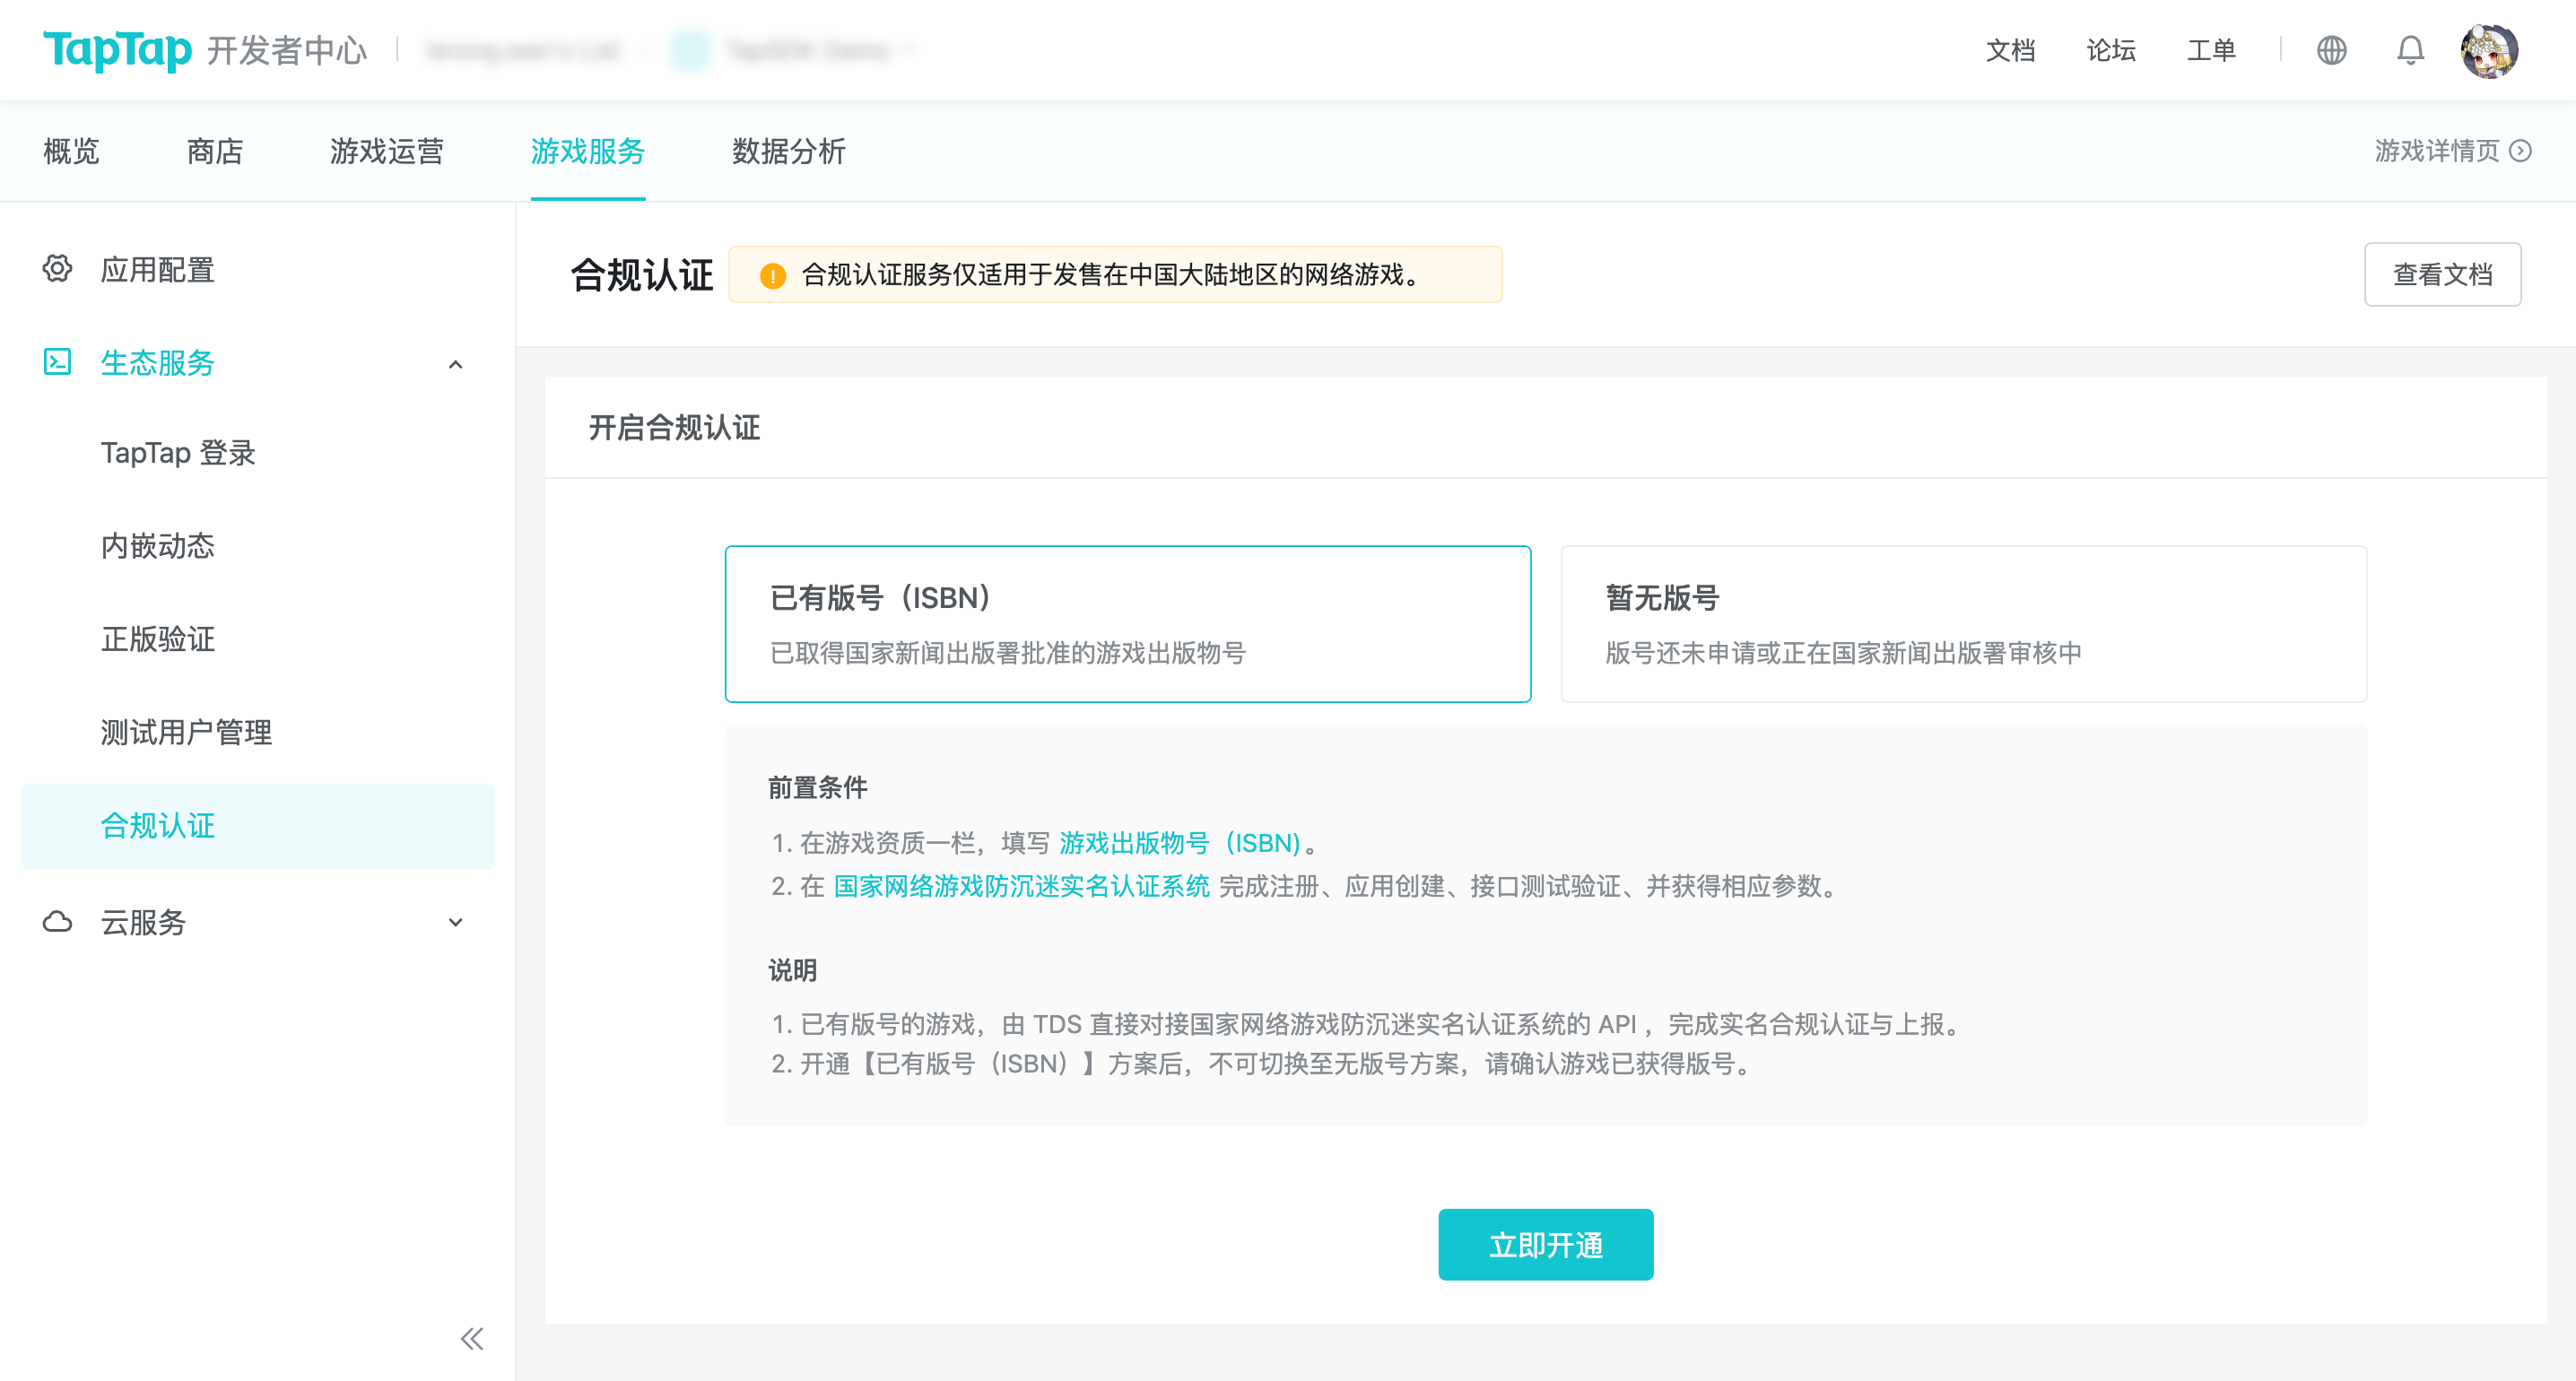 TapTap 开发者中心
文档
论坛
工单
概览
商店
游戏运营
游戏服务
数据分析
游戏详情页
应用配置
生态服务
TapTap 登录
内嵌动态
正版验证
测试用户管理
合规认证
云服务
合规认证
合规认证服务仅适用于发售在中国大陆地区的网络游戏。
查看文档
开启合规认证
已有版号（ISBN）
已取得国家新闻出版署批准的游戏出版物号
暂无版号
版号还未申请或正在国家新闻出版署审核中
前置条件
1. 在游戏资质一栏，填写 游戏出版物号（ISBN）。
2. 在 国家网络游戏防沉迷实名认证系统 完成注册、应用创建、接口测试验证、并获得相应参数。
说明
1. 已有版号的游戏，由 TDS 直接对接国家网络游戏防沉迷实名认证系统的 API ，完成实名合规认证与上报。
2. 开通【已有版号（ISBN）】方案后，不可切换至无版号方案，请确认游戏已获得版号。
立即开通